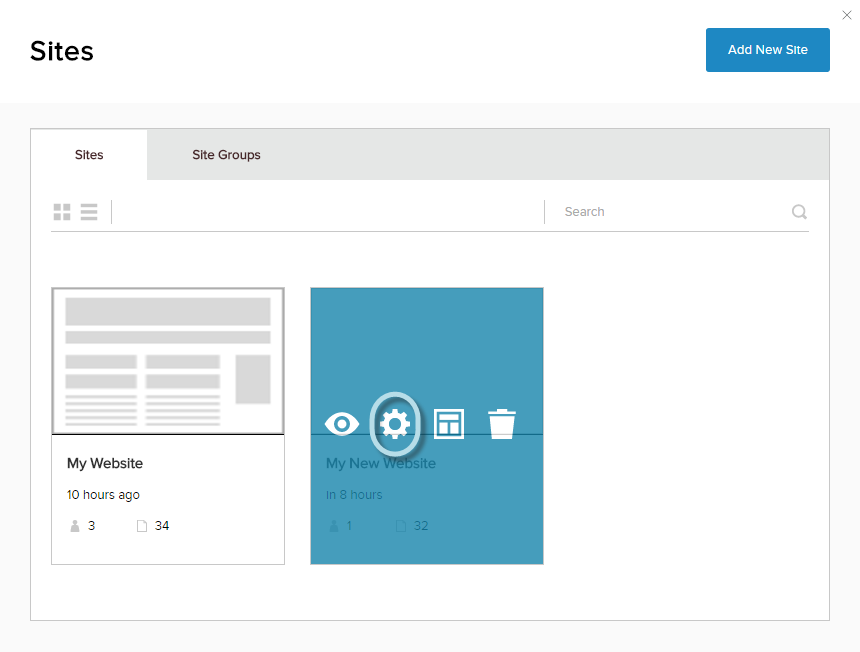 Sites
Add New Site
Sites
Site Groups
Search
My Website
10 hours ago
3
34
My New Website
In 8 hours
1
32